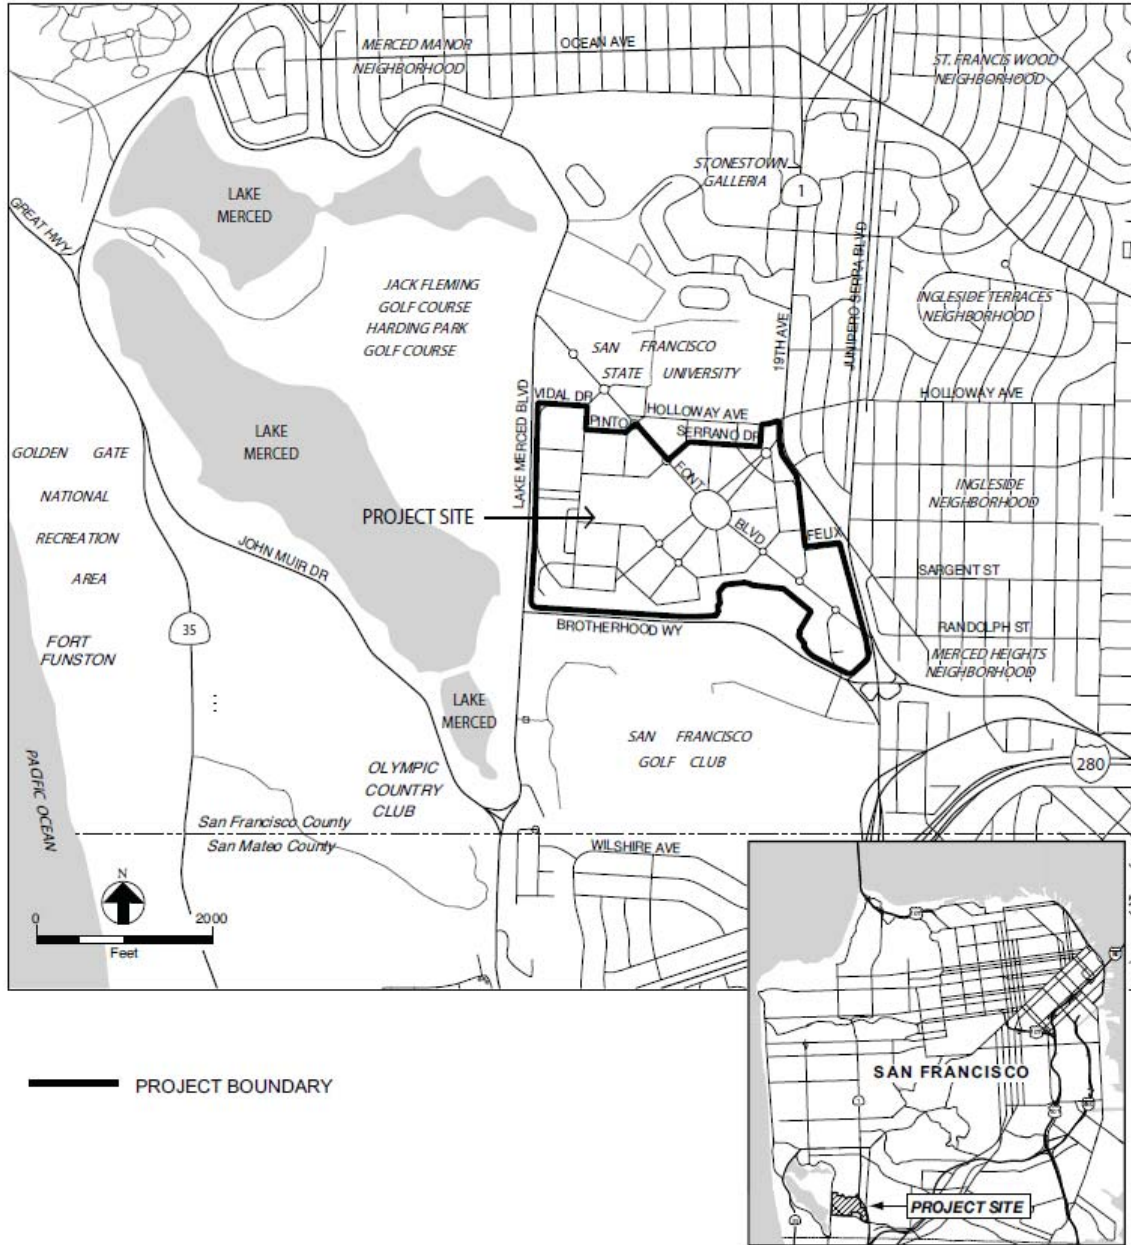 MERCED MANOR
NEIGHBORHOOD
OCEAN AVE
ST. FRANCIS WOOD
NEIGHBORHOOD
STONESTOWN
GALLERIA
1
LAKE
MERCED
GREAT HWY
JUNIPERO SERRA BLVD
JACK FLEMING
GOLF COURSE
HARDING PARK
GOLF COURSE
INGLESIDE TERRACES
NEIGHBORHOOD
19TH AVE
SAN FRANCISCO
STATE UNIVERSITY
LAKE MERCED BLVD
VIDAL DR
HOLLOWAY AVE
HOLLOWAY AVE
PINTO
SERRANO DR
LAKE
MERCED
GOLDEN GATE
NATIONAL
RECREATION
AREA
FONT
BLVD
INGLESIDE
NEIGHBORHOOD
PROJECT SITE
FELIX
JOHN MUIR DR
SARGENT ST
35
FORT
FUNSTON
BROTHERHOOD WY
RANDOLPH ST
MERCED HEIGHTS
NEIGHBORHOOD
LAKE
MERCED
SAN FRANCISCO
GOLF CLUB
PACIFIC OCEAN
OLYMPIC
COUNTRY
CLUB
280
San Francisco County
San Mateo County
WILSHIRE AVE
N
0 2000
Feet
PROJECT BOUNDARY
SAN FRANCISCO
PROJECT SITE